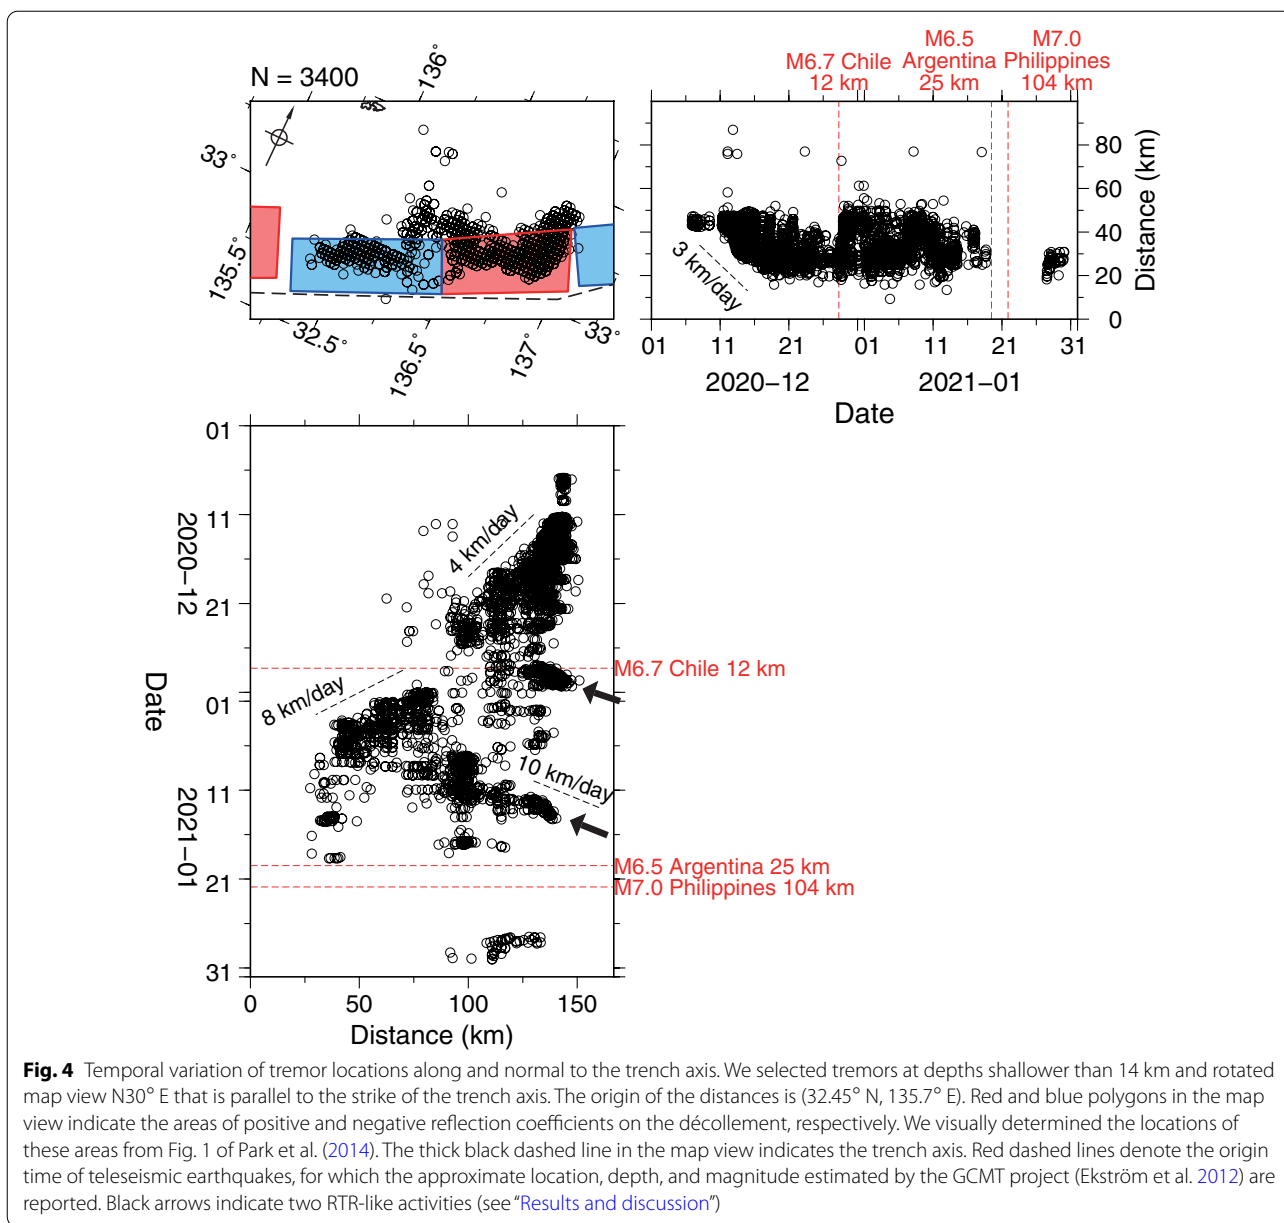 N = 3400
136°
33°
135.5°
32.5°
136.5°
137°
33°
M6.7 Chile
12 km
M6.5
Argentina
25 km
M7.0
Philippines
104 km
3 km/day
80
60
40
20
0
Distance (km)
01 11 21 01 11 21 31
2020–12 2021–01
Date
01
11
21
01
11
21
31
2020–12
2021–01
Date
4 km/day
8 km/day
10 km/day
M6.7 Chile 12 km
M6.5 Argentina 25 km
M7.0 Philippines 104 km
0 50 100 150
Distance (km)
Fig. 4 Temporal variation of tremor locations along and normal to the trench axis. We selected tremors at depths shallower than 14 km and rotated
map view N30° E that is parallel to the strike of the trench axis. The origin of the distances is (32.45° N, 135.7° E). Red and blue polygons in the map
view indicate the areas of positive and negative reflection coefficients on the décollement, respectively. We visually determined the locations of
these areas from Fig. 1 of Park et al. (2014). The thick black dashed line in the map view indicates the trench axis. Red dashed lines denote the origin
time of teleseismic earthquakes, for which the approximate location, depth, and magnitude estimated by the GCMT project (Ekström et al. 2012) are
reported. Black arrows indicate two RTR-like activities (see “Results and discussion”)